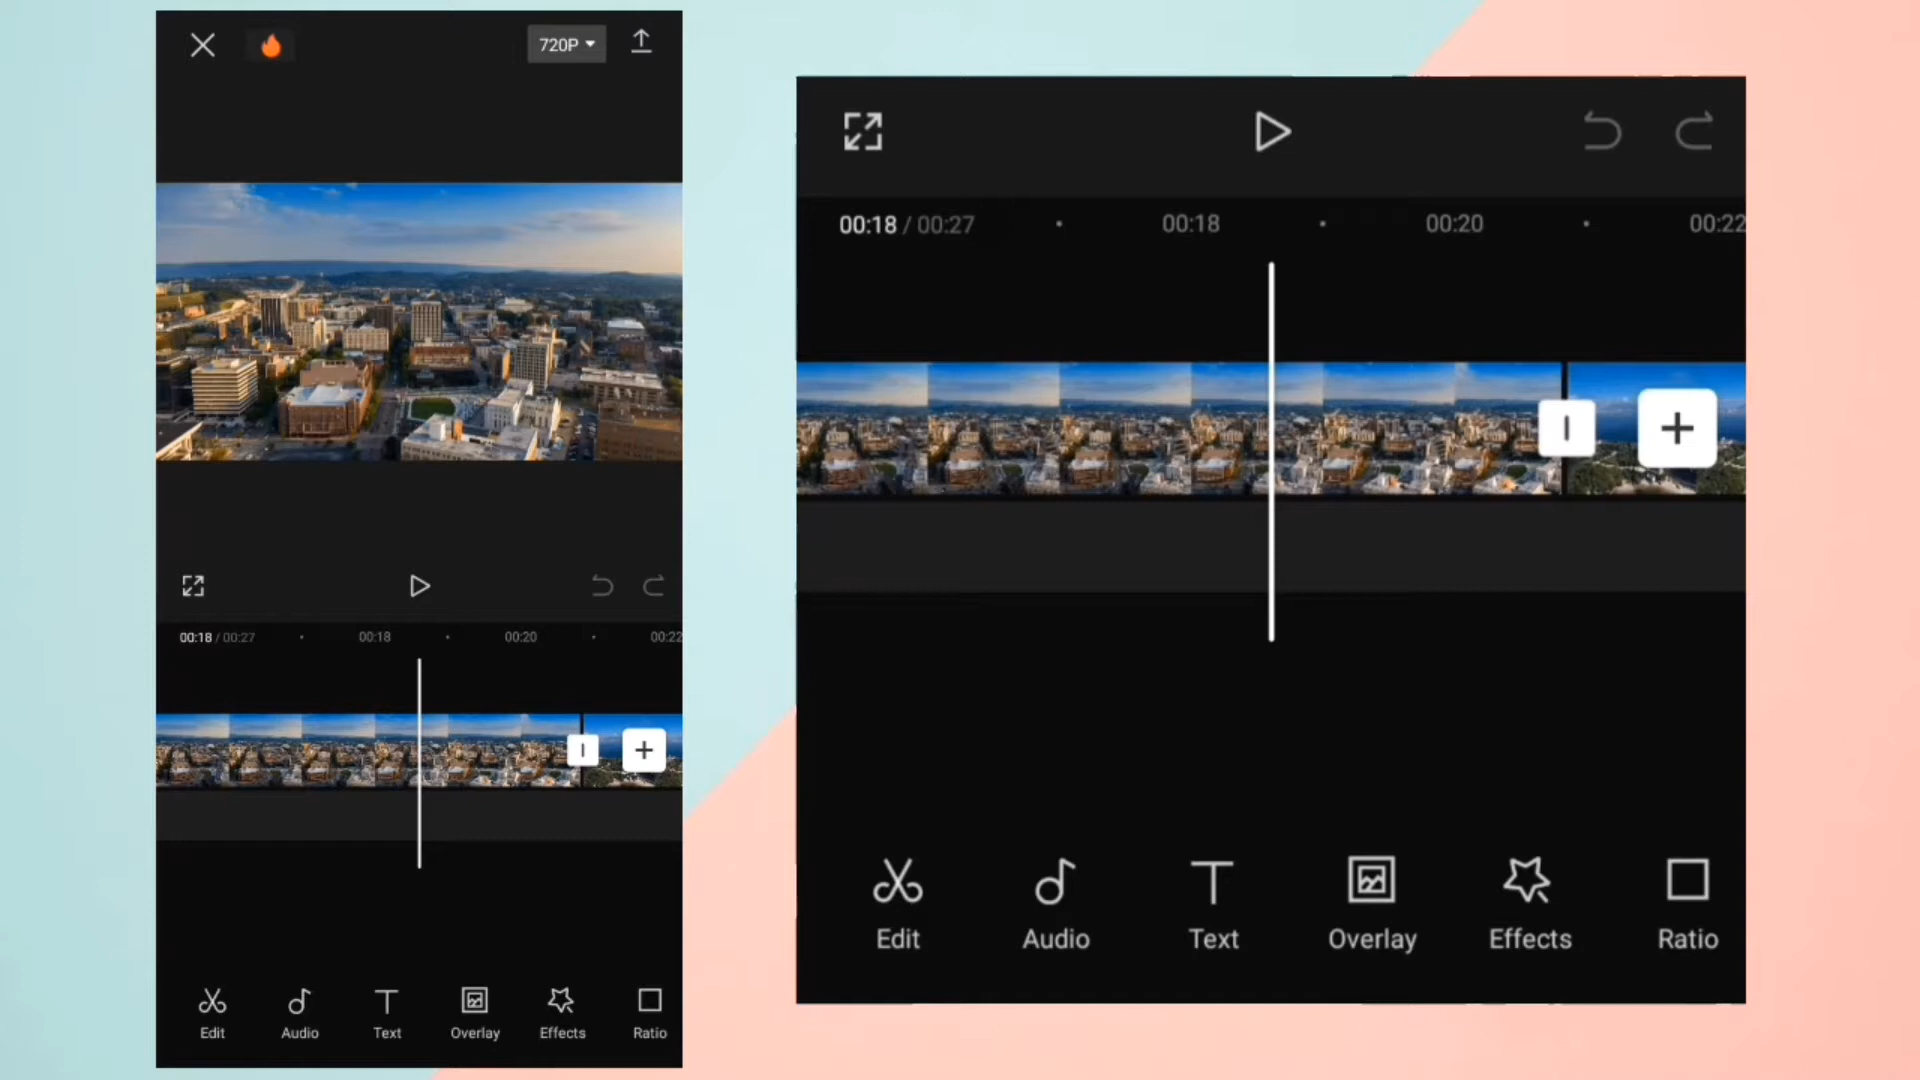 720P
00:18 / 00:27 00:18 00:20 00:22
Edit Audio Text Overlay Effects Ratio
00:18 / 00:27 00:18 00:20 00:22
Edit Audio Text Overlay Effects Ratio